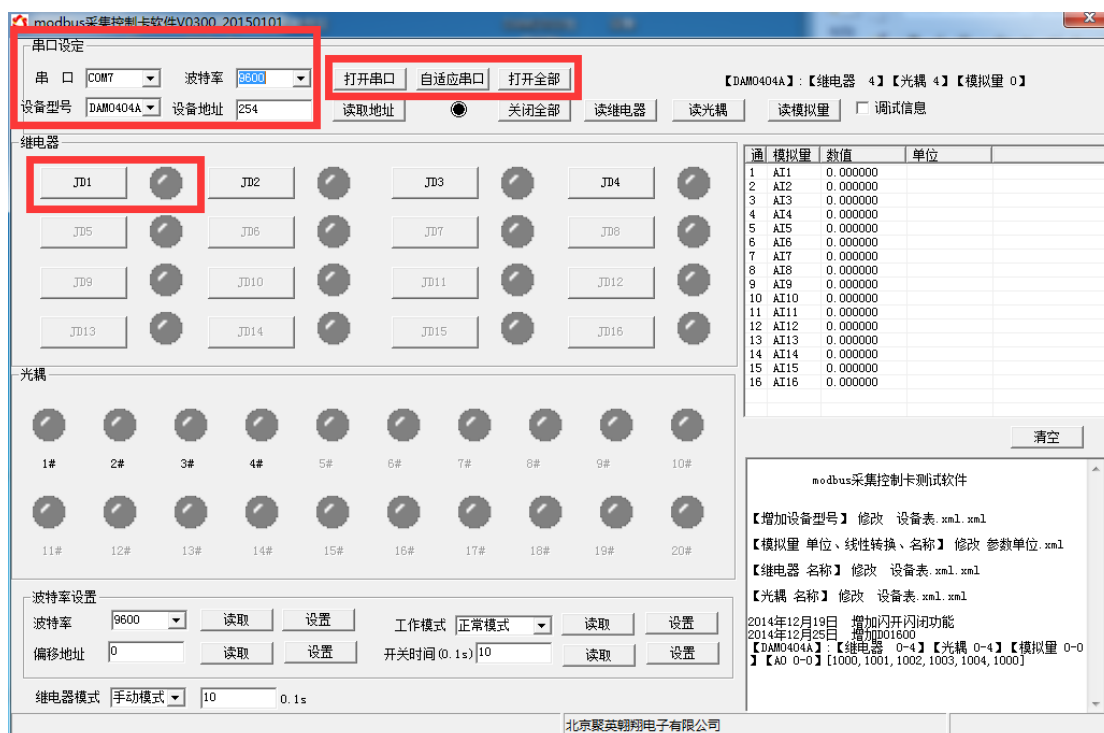 modbus采集控制卡软件V0300_20150101
串口设定
串 口 COM7 波特率 9600 打开串口 自适应串口 打开全部 【DAM0404A】:【继电器 4】【光耦 4】【模拟量 0】
设备型号 DAM0404A 设备地址 254 读取地址 关闭全部 读继电器 读光耦 读模拟量 调试信息
继电器
JD1 JD2 JD3 JD4
JD5 JD6 JD7 JD8
JD9 JD10 JD11 JD12
JD13 JD14 JD15 JD16
通 模拟量 数值 单位
1 AI1 0.000000
2 AI2 0.000000
3 AI3 0.000000
4 AI4 0.000000
5 AI5 0.000000
6 AI6 0.000000
7 AI7 0.000000
8 AI8 0.000000
9 AI9 0.000000
10 AI10 0.000000
11 AI11 0.000000
12 AI12 0.000000
13 AI13 0.000000
14 AI14 0.000000
15 AI15 0.000000
16 AI16 0.000000
清空
光耦
1# 2# 3# 4# 5# 6# 7# 8# 9# 10#
11# 12# 13# 14# 15# 16# 17# 18# 19# 20#
modbus采集控制卡测试软件
【增加设备型号】 修改 设备表.xml.xml
【模拟量 单位、线性转换、名称】 修改 参数单位.xml
【继电器 名称】 修改 设备表.xml.xml
【光耦 名称】 修改 设备表.xml.xml
2014年12月19日 增加闪开闪闭功能
2014年12月25日 增加DO1600
【DAM0404A】:【继电器 0-4】【光耦 0-4】【模拟量 0-0
】【AO 0-0】[1000,1001,1002,1003,1004,1000]
波特率设置
波特率 9600 读取 设置 工作模式 正常模式 读取 设置
偏移地址 0 读取 设置 开关时间(0.1s) 10 读取 设置
继电器模式 手动模式 10 0.1s
北京聚英翱翔电子有限公司